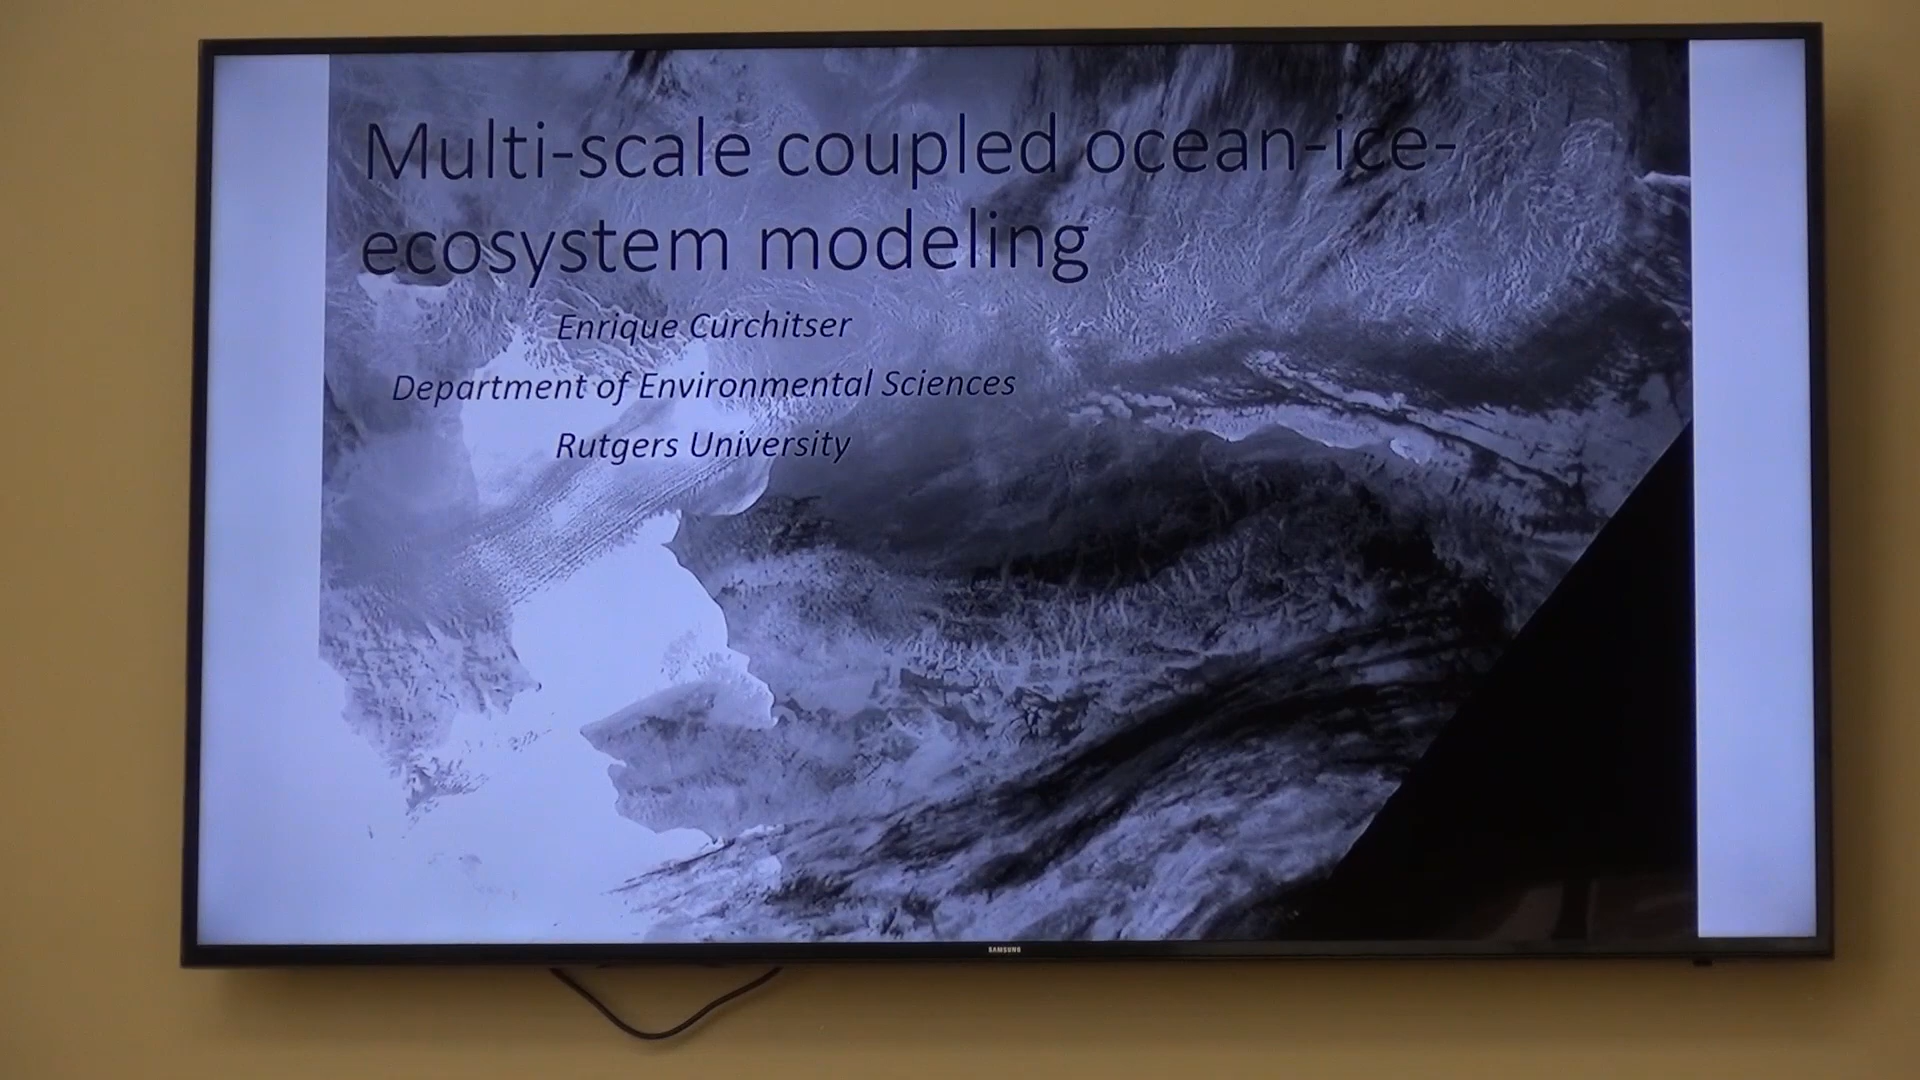 Multi-scale coupled ocean-ice-
ecosystem modeling
Enrique Curchitser
Department of Environmental Sciences
Rutgers University
SAMSUNG